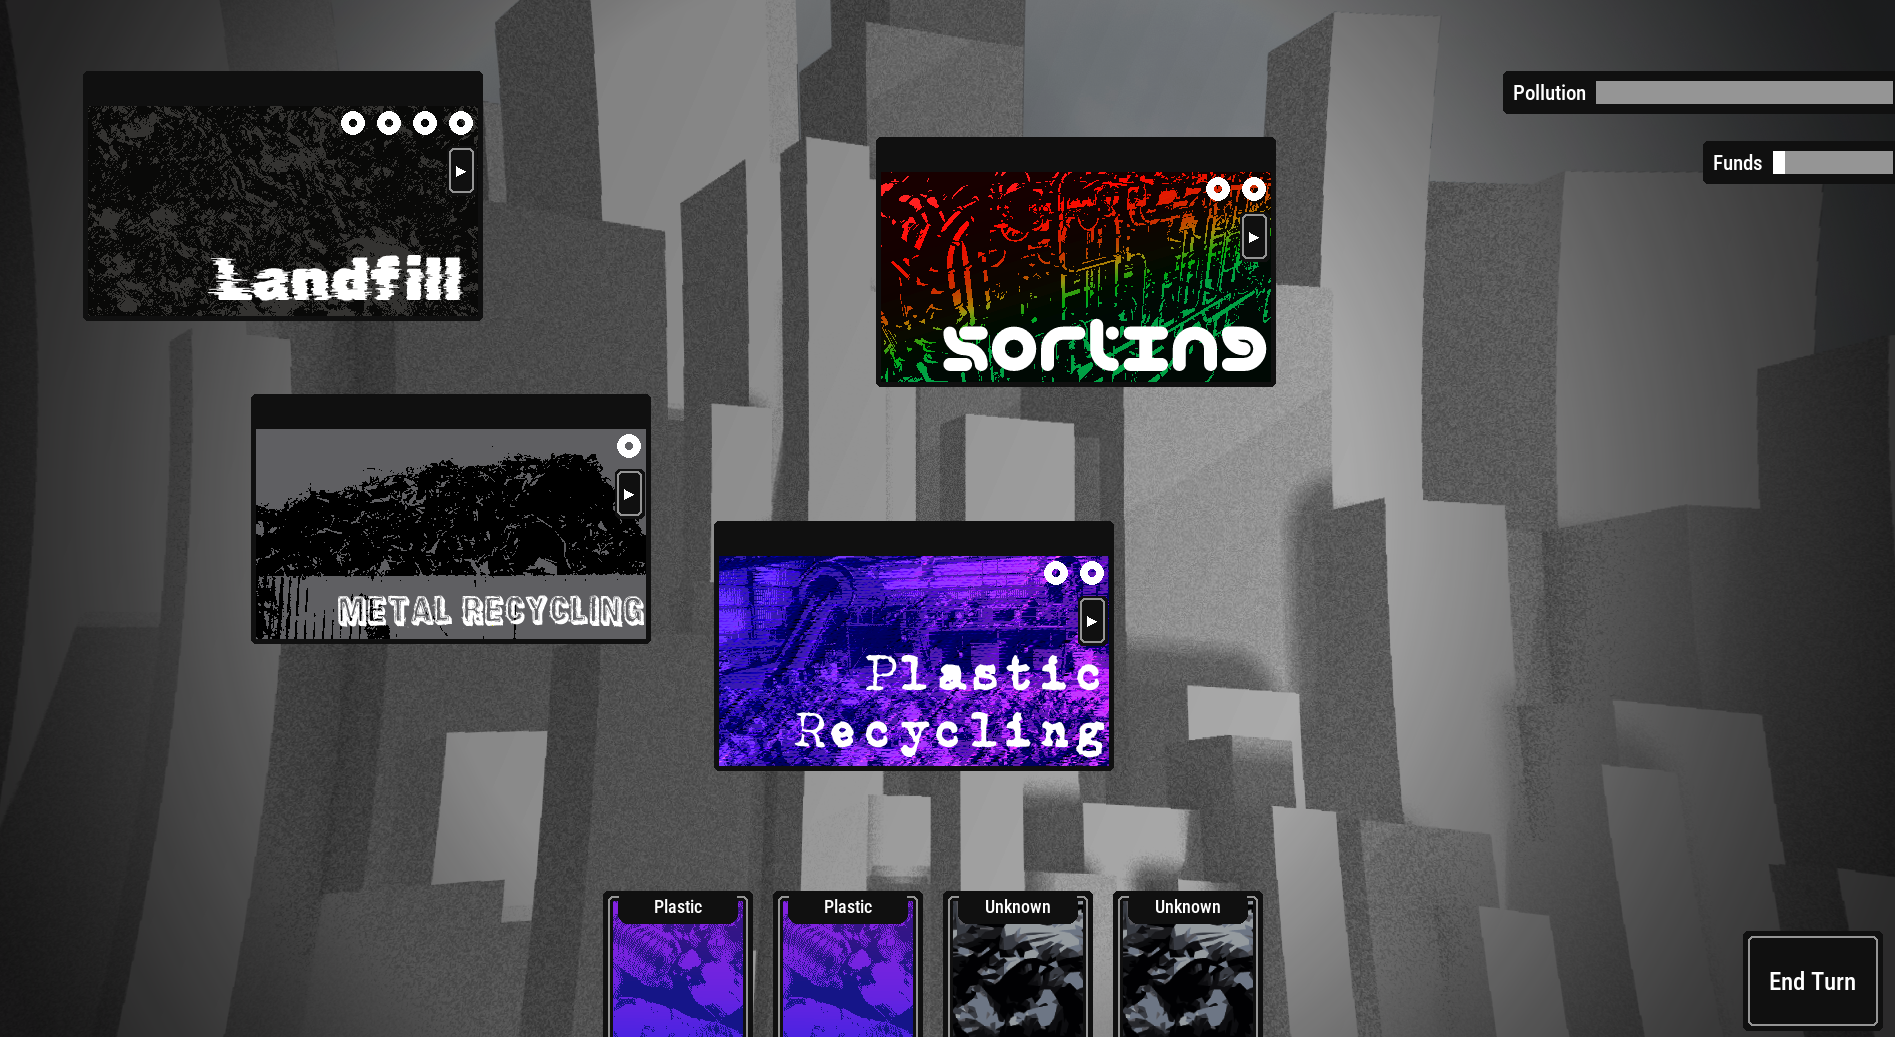 Landfill
Pollution
Funds
Sorting
METAL RECYCLING
Plastic
Recycling
Plastic
Plastic
Unknown
Unknown
End Turn